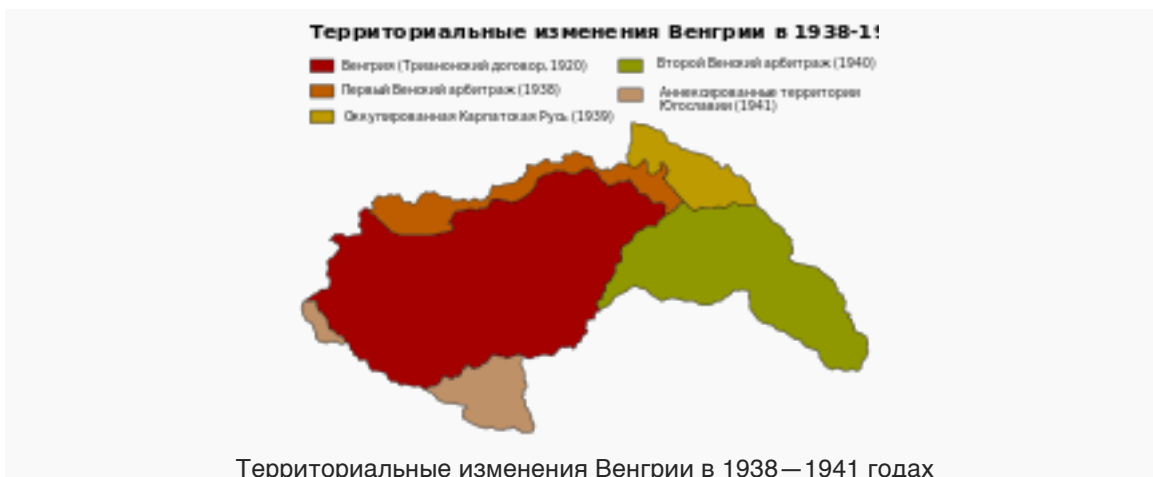 Территориальные изменения Венгрии в 1938-19
Венгрия (Трианонский договор, 1920)
Первый Венский арбитраж (1938)
Оккупированная Карпатская Русь (1939)
Второй Венский арбитраж (1940)
Аннексированные территории
Югославии (1941)
Территориальные изменения Венгрии в 1938—1941 годах